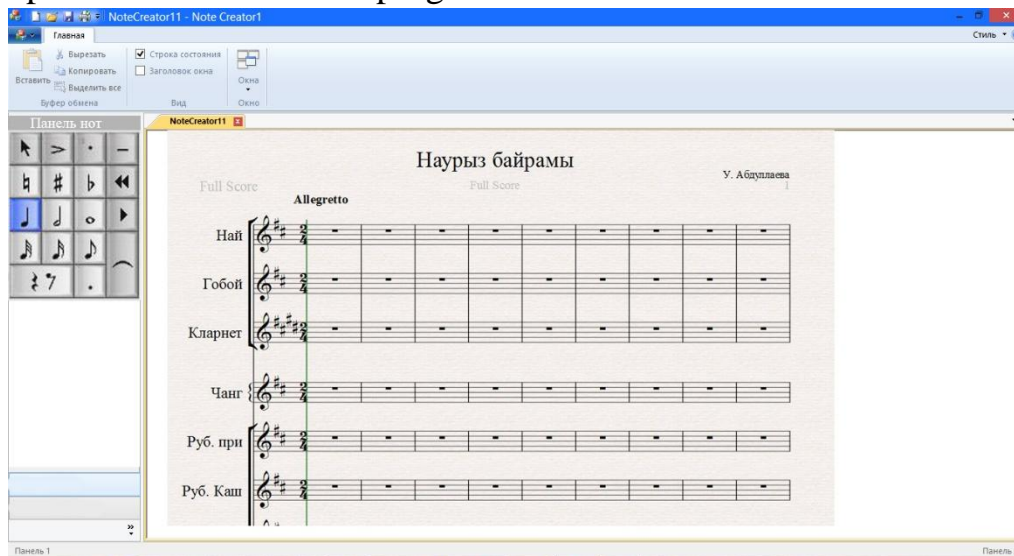 NoteCreator11 - Note Creator1
Главная
Стиль
Вставить
Вырезать
Копировать
Выделить все
Буфер обмена
Строка состояния
Заголовок окна
Вид
Окна
Окно
Панель нот
NoteCreator11
Наурыз байрамы
У. Абдуллаева
Full Score
Full Score
1
Allegretto
Най
Гобой
Кларнет
Чанг
Руб. при
Руб. Каш
Панель 1
Панель